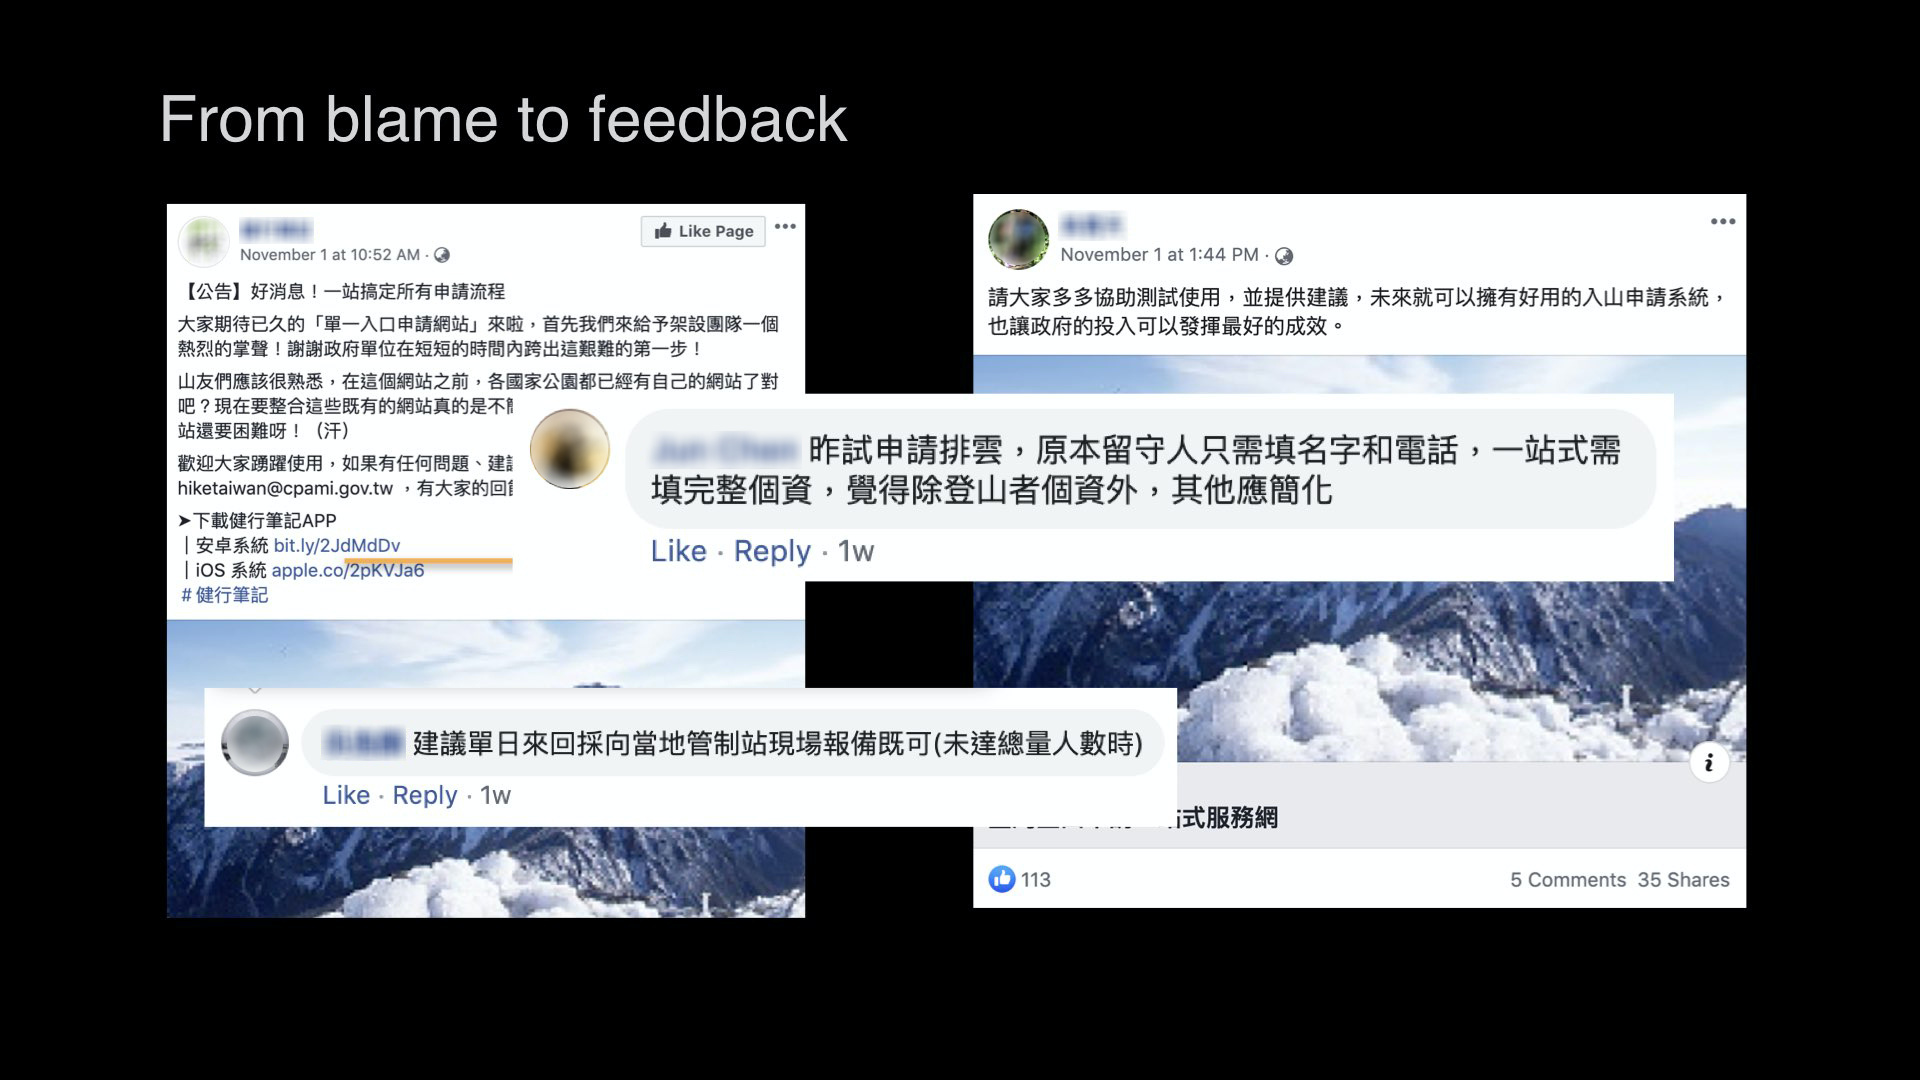 From blame to feedback
November 1 at 10:52 AM ·
Like Page
【公告】好消息！一站搞定所有申請流程
大家期待已久的「單一入口申請網站」來啦，首先我們來給予架設團隊一個
熱烈的掌聲！謝謝政府單位在短短的時間內跨出這艱難的第一步！
山友們應該很熟悉，在這個網站之前，各國家公園都已經有自己的網站了對
吧？現在要整合這些既有的網站真的是不
站還要困難呀！（汗）
歡迎大家踴躍使用，如果有任何問題、建
hiketaiwan@cpami.gov.tw ，有大家的回
➤下載健行筆記APP
｜安卓系統 bit.ly/2JdMdDv
｜iOS 系統 apple.co/2pKVJa6
# 健行筆記
November 1 at 1:44 PM ·
請大家多多協助測試使用，並提供建議，未來就可以擁有好用的入山申請系統，
也讓政府的投入可以發揮最好的成效。
昨試申請排雲，原本留守人只需填名字和電話，一站式需
填完整個資，覺得除登山者個資外，其他應簡化
Like · Reply · 1w
建議單日來回採向當地管制站現場報備既可(未達總量人數時)
Like · Reply · 1w
式服務網
113
5 Comments 35 Shares